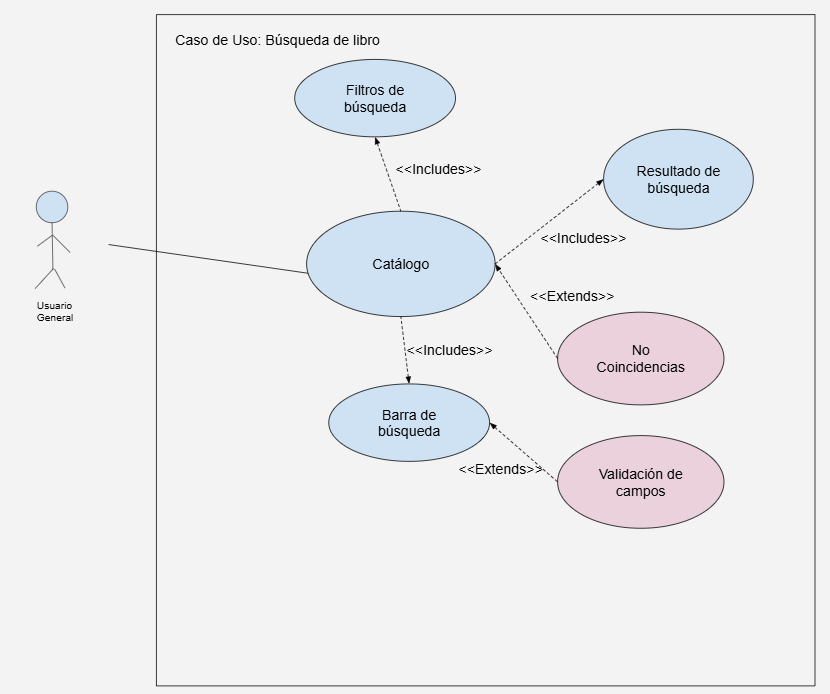 Caso de Uso: Búsqueda de libro
Filtros de
búsqueda
<<Includes>>
Resultado de
búsqueda
<<Includes>>
Catálogo
<<Extends>>
Usuario
General
<<Includes>>
No
Coincidencias
Barra de
búsqueda
<<Extends>>
Validación de
campos